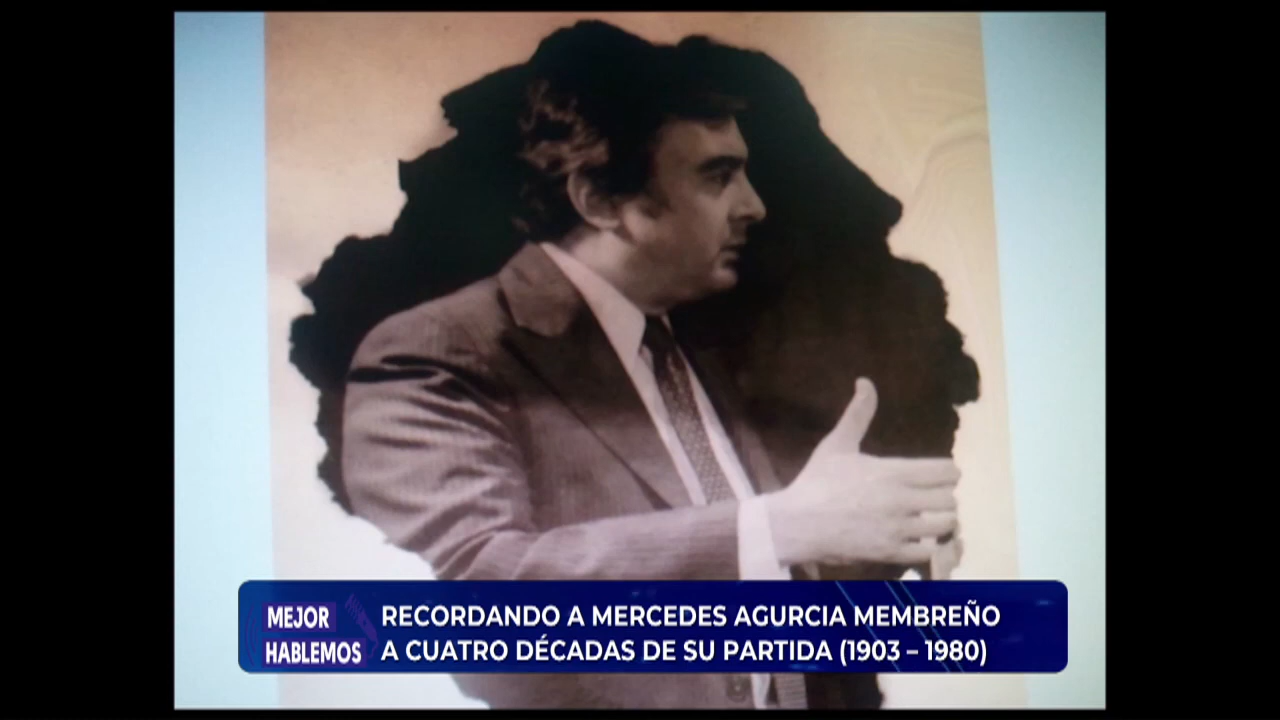 MEJOR
HABLEMOS
RECORDANDO A MERCEDES AGURCIA MEMBREÑO
A CUATRO DÉCADAS DE SU PARTIDA (1903 – 1980)